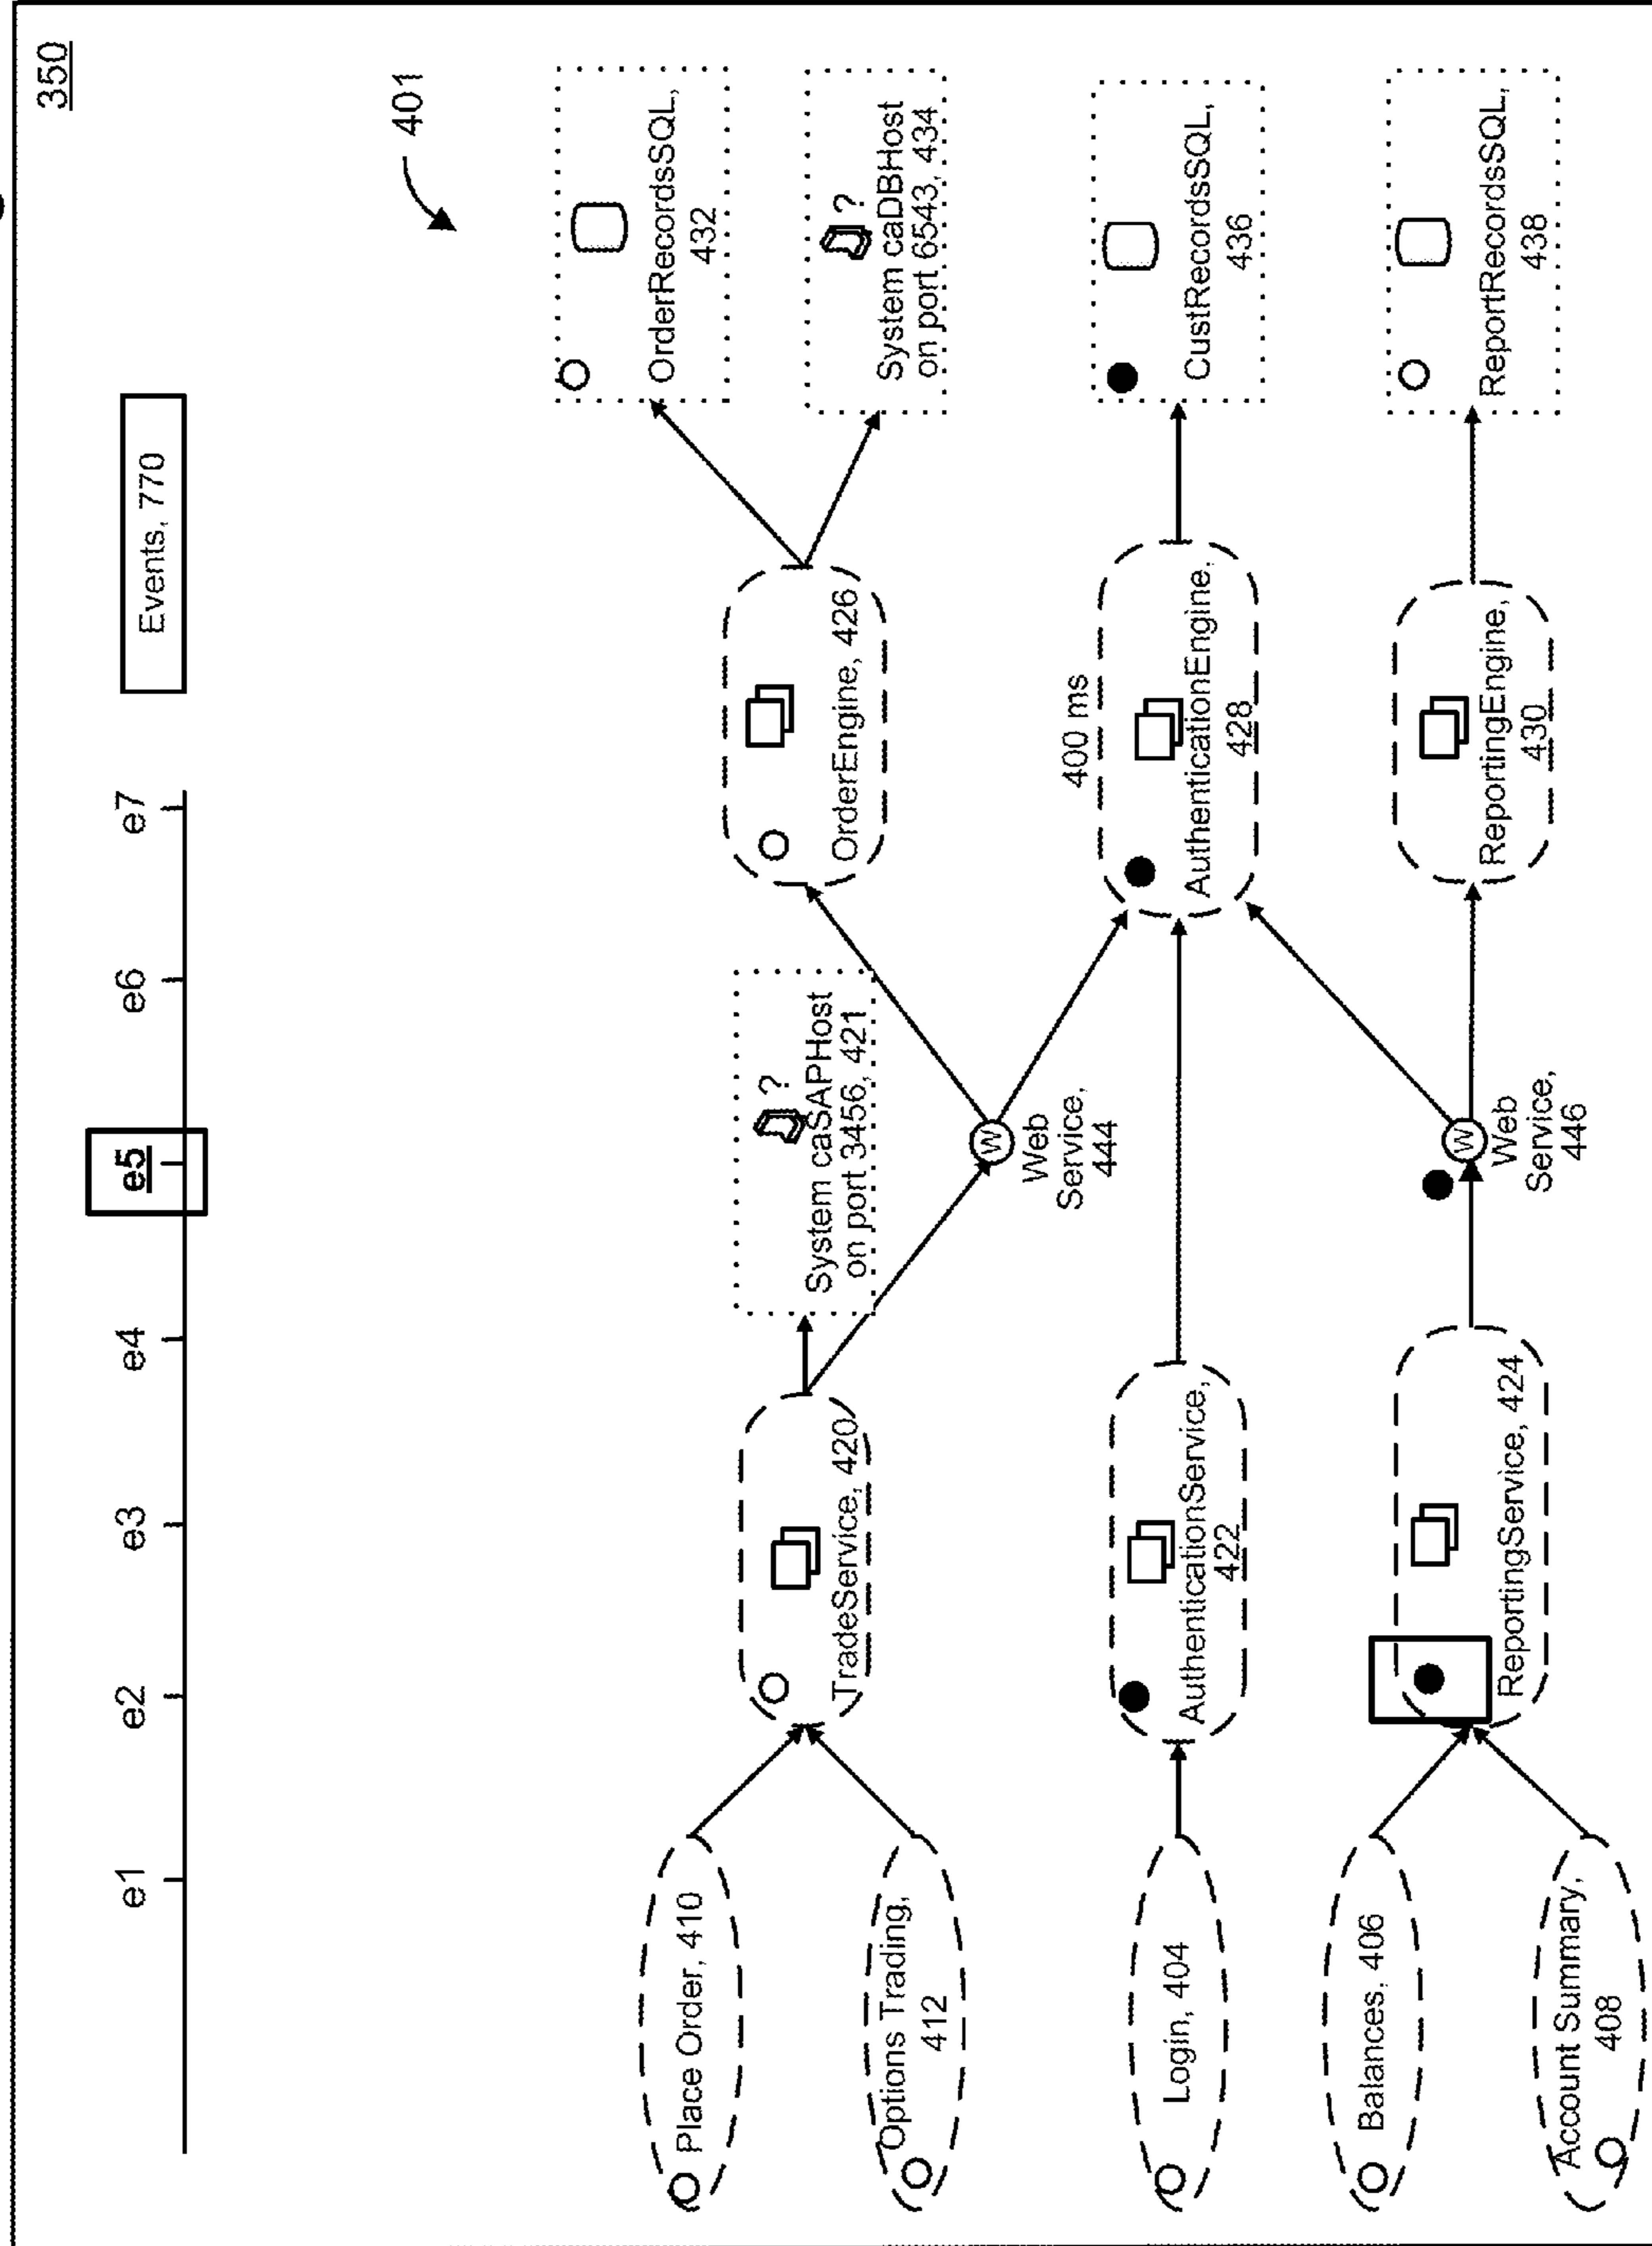 350
401
Events, 770
e1
e2
e3
e4
e5
e6
e7
Place Order, 410
Options Trading,
412
Login, 404
Balances, 406
Account Summary,
408
TradeService, 420
AuthenticationService,
422
ReportingService, 424
?
System caSAPHost
on port 3456, 421
W
Web
Service,
444
W
Web
Service,
446
OrderEngine, 426
400 ms
AuthenticationEngine,
428
ReportingEngine,
430
OrderRecordsSQL,
432
?
System caDBHost
on port 6543, 434
CustRecordsSQL,
436
ReportRecordsSQL,
438